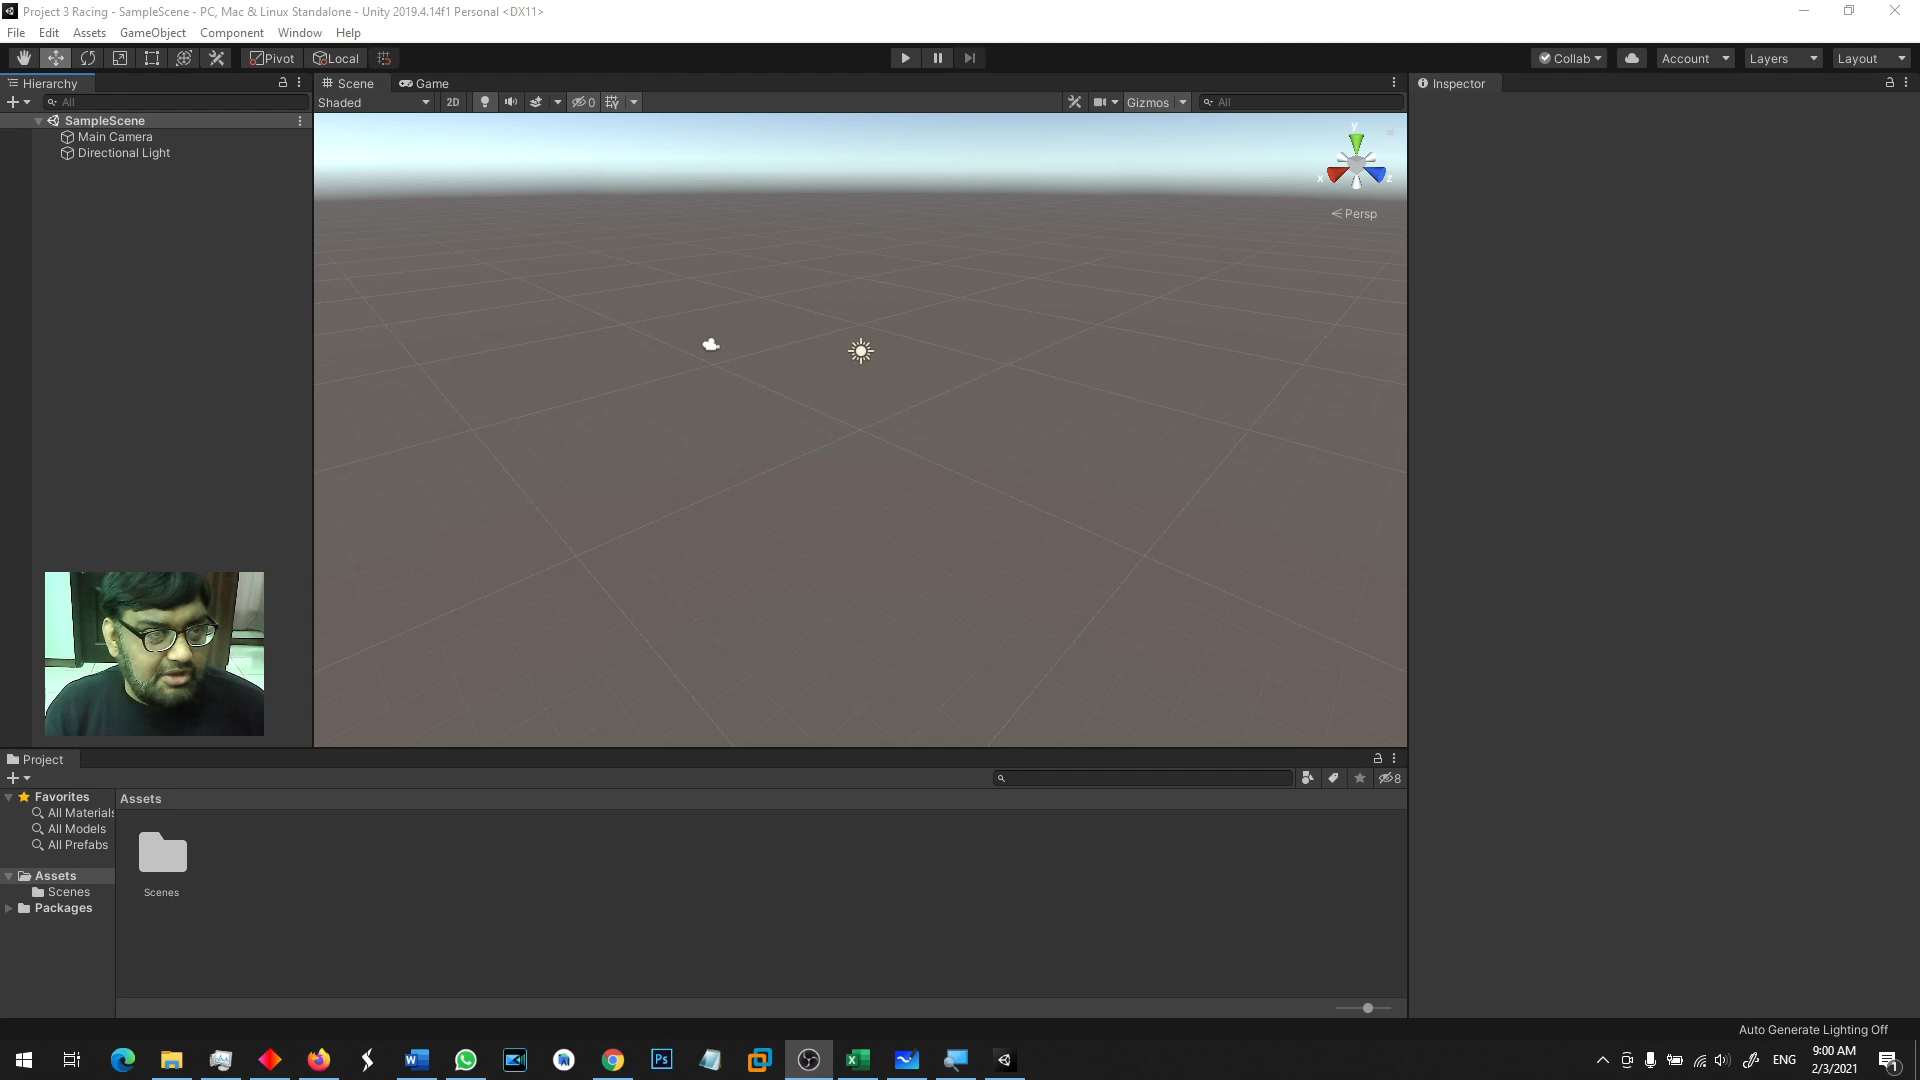 Project 3 Racing - SampleScene - PC, Mac & Linux Standalone - Unity 2019.4.14f1 Personal <DX11>
File Edit Assets GameObject Component Window Help
Pivot Local Collab Account Layers Layout
Hierarchy Scene Game Inspector
All Shaded 2D 0 Gizmos All
SampleScene
Main Camera
Directional Light
y
x z
Persp
Project
8
Favorites Assets
All Materials
All Models
All Prefabs
Scenes
Assets
Scenes
Packages
Auto Generate Lighting Off
W Ps X ENG 9:00 AM
2/3/2021
1